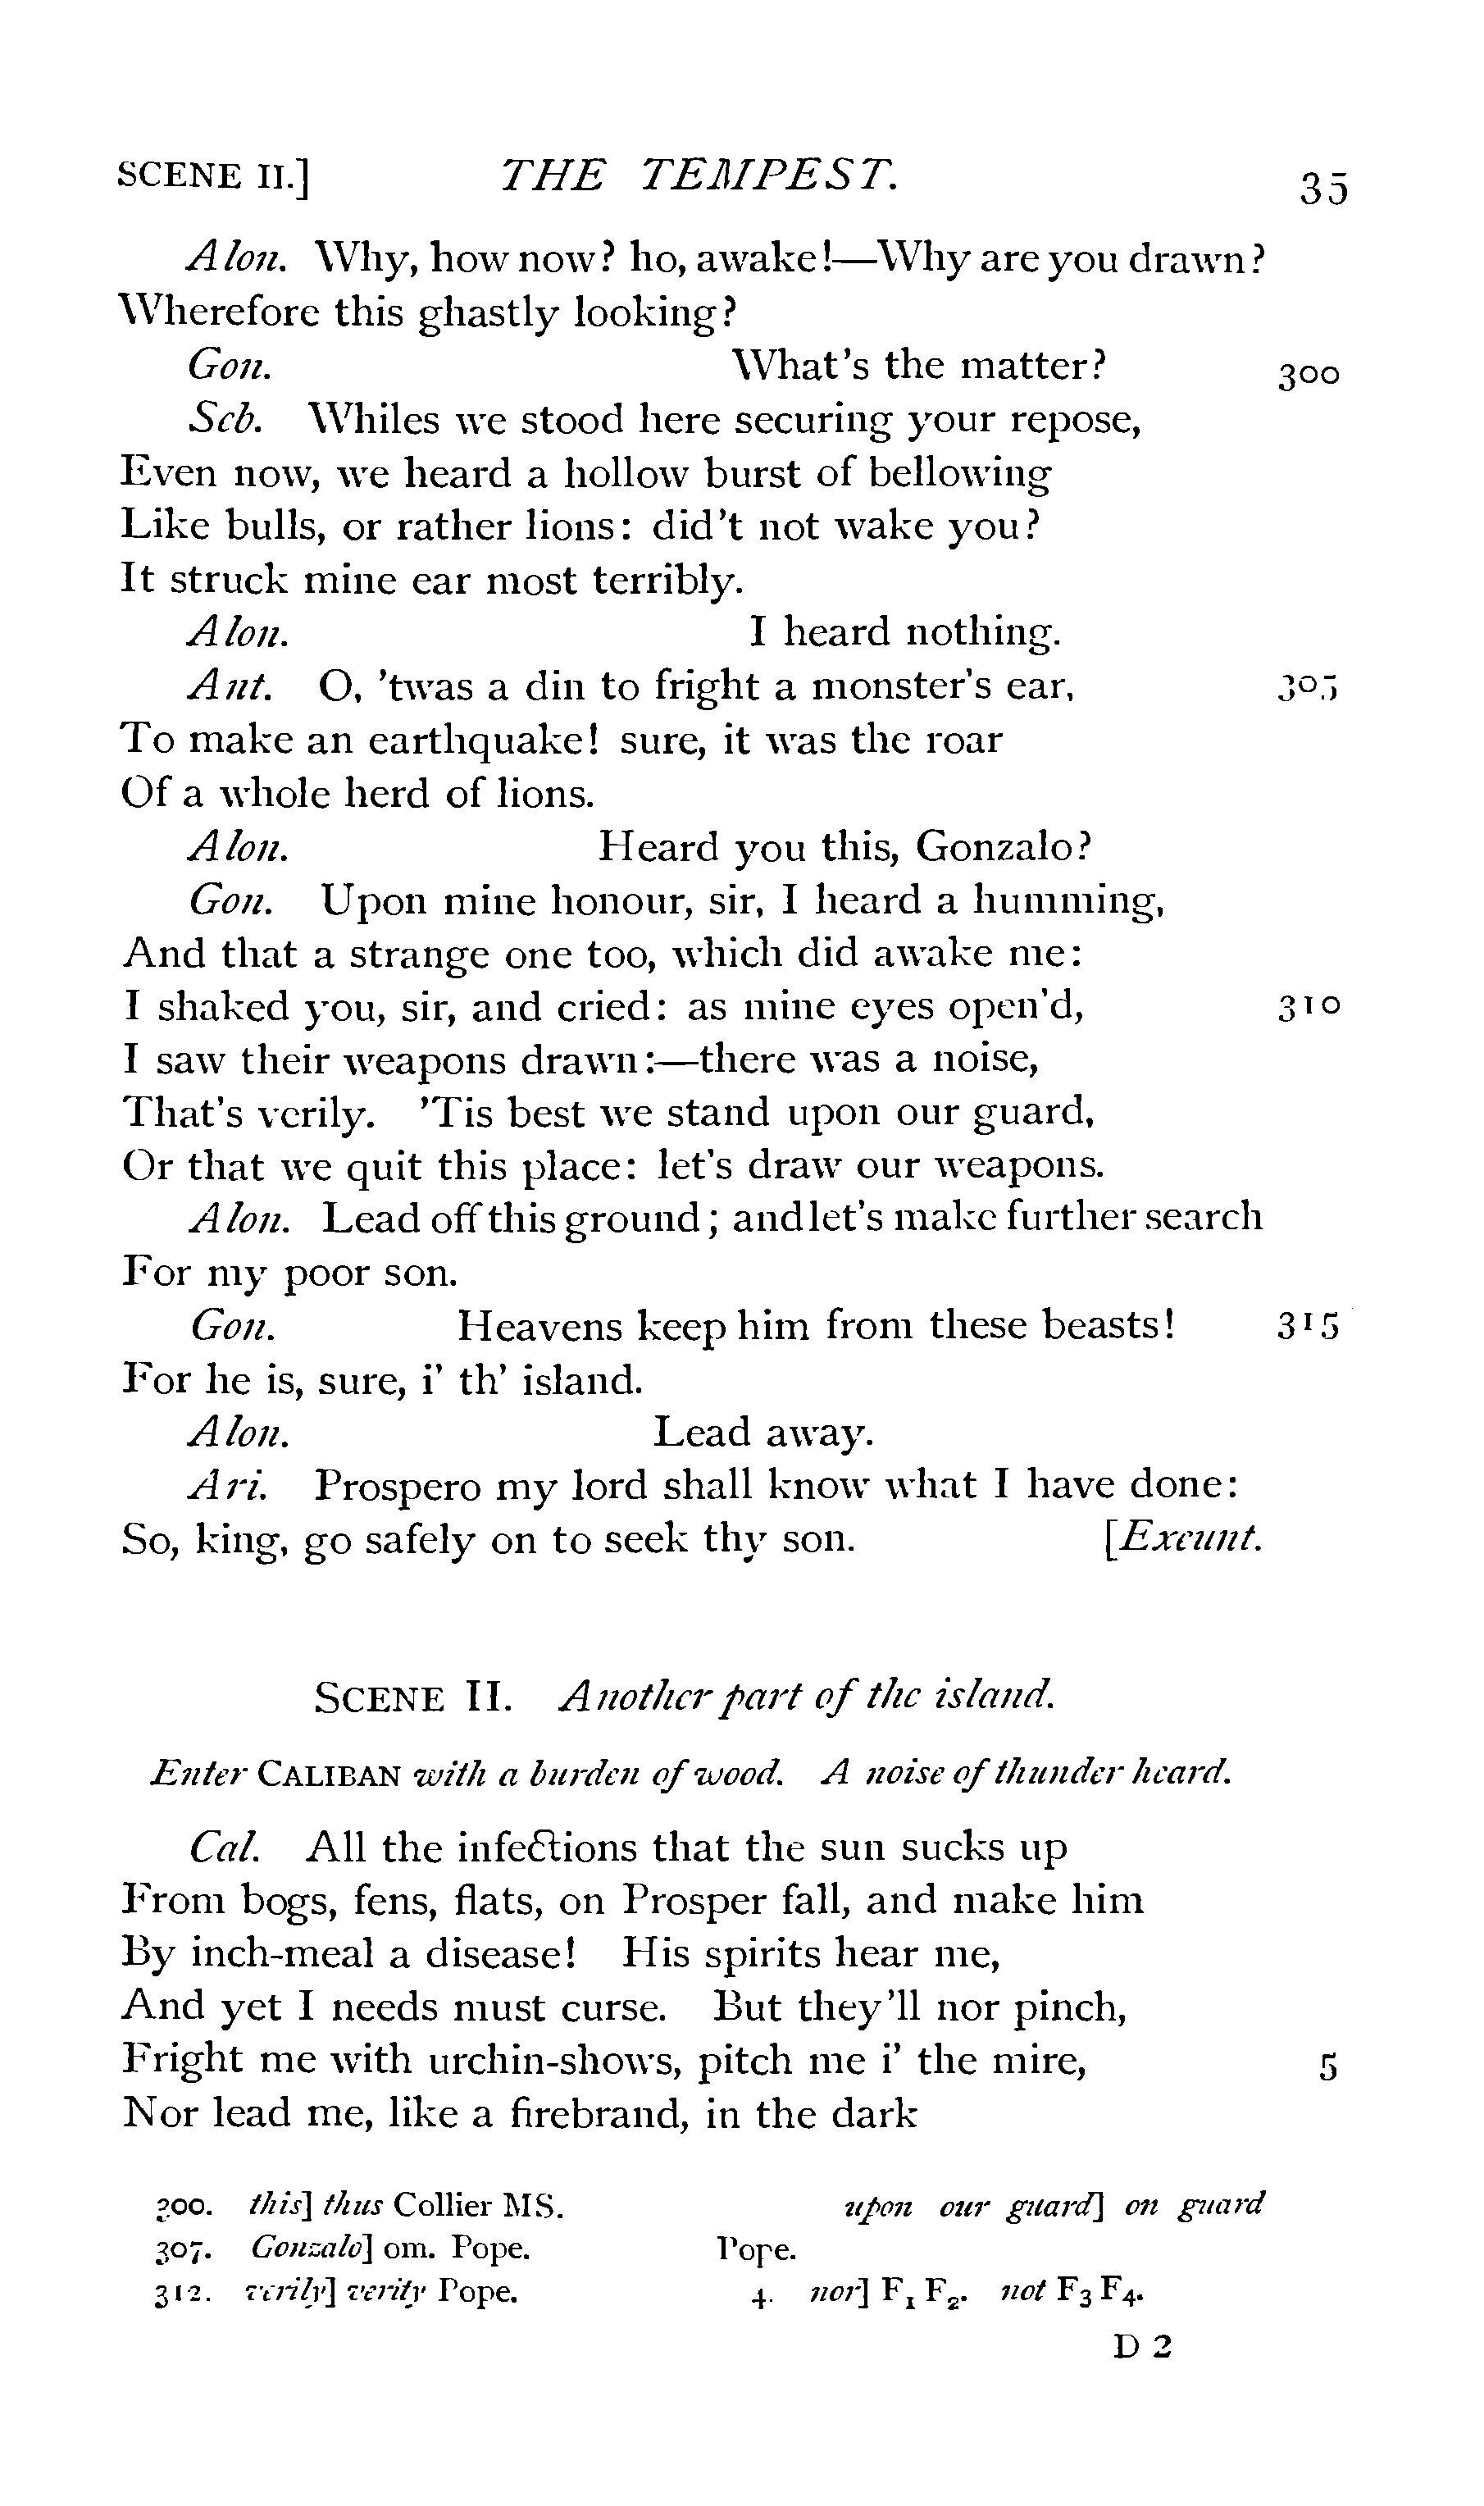 SCENE II.] THE TEMPEST. 35
Alon. Why, how now? ho, awake!—Why are you drawn?
Wherefore this ghastly looking?
Gon. What's the matter? 300
Seb. Whiles we stood here securing your repose,
Even now, we heard a hollow burst of bellowing
Like bulls, or rather lions: did't not wake you?
It struck mine ear most terribly.
Alon. I heard nothing.
Ant. O, 'twas a din to fright a monster's ear, 305
To make an earthquake! sure, it was the roar
Of a whole herd of lions.
Alon. Heard you this, Gonzalo?
Gon. Upon mine honour, sir, I heard a humming,
And that a strange one too, which did awake me:
I shaked you, sir, and cried: as mine eyes open'd, 310
I saw their weapons drawn:—there was a noise,
That's verily. 'Tis best we stand upon our guard,
Or that we quit this place: let's draw our weapons.
Alon. Lead off this ground; and let's make further search
For my poor son.
Gon. Heavens keep him from these beasts! 315
For he is, sure, i' th' island.
Alon. Lead away.
Ari. Prospero my lord shall know what I have done:
So, king, go safely on to seek thy son. [Exeunt.
SCENE II. Another part of the island.
Enter CALIBAN with a burden of wood. A noise of thunder heard.
Cal. All the infections that the sun sucks up
From bogs, fens, flats, on Prosper fall, and make him
By inch-meal a disease! His spirits hear me,
And yet I needs must curse. But they'll nor pinch,
Fright me with urchin-shows, pitch me i' the mire, 5
Nor lead me, like a firebrand, in the dark
300. this] thus Collier MS.
307. Gonzalo] om. Pope.
312. verily] verity Pope.
upon our guard] on guard
Pope.
4. nor] F1 F2. not F3 F4.
D 2